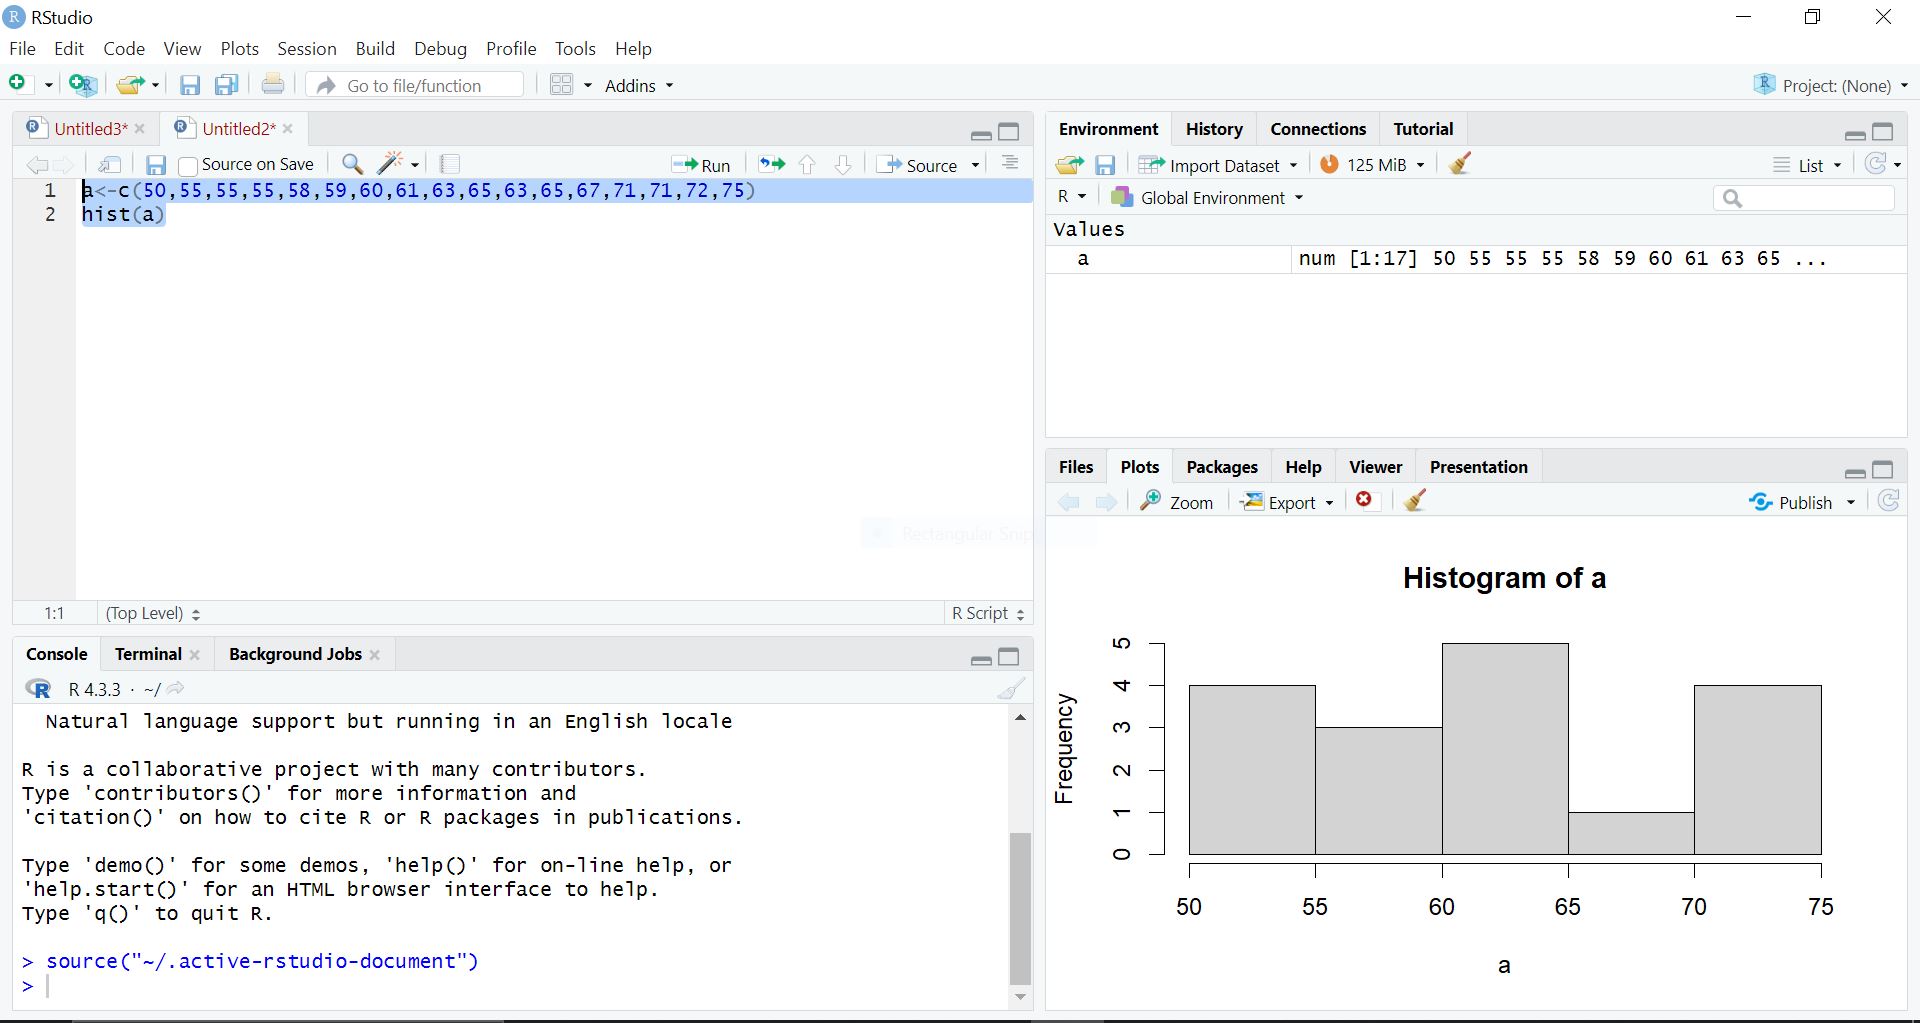 RStudio
File Edit Code View Plots Session Build Debug Profile Tools Help
Go to file/function Addins Project: (None)
Untitled3* Untitled2*
Source on Save Run Source
1 a<-c(50,55,55,55,58,59,60,61,63,65,63,65,67,71,71,72,75)
2 hist(a)
Rectangular Snip
1:1 (Top Level) R Script
Console Terminal Background Jobs
R 4.3.3 · ~/
Natural language support but running in an English locale
R is a collaborative project with many contributors.
Type 'contributors()' for more information and
'citation()' on how to cite R or R packages in publications.
Type 'demo()' for some demos, 'help()' for on-line help, or
'help.start()' for an HTML browser interface to help.
Type 'q()' to quit R.
> source("~/.active-rstudio-document")
>
Environment History Connections Tutorial
Import Dataset 125 MiB List
R Global Environment
Values
a num [1:17] 50 55 55 55 58 59 60 61 63 65 ...
Files Plots Packages Help Viewer Presentation
Zoom Export Publish
Histogram of a
Frequency
5
4
3
2
1
0
50 55 60 65 70 75
a